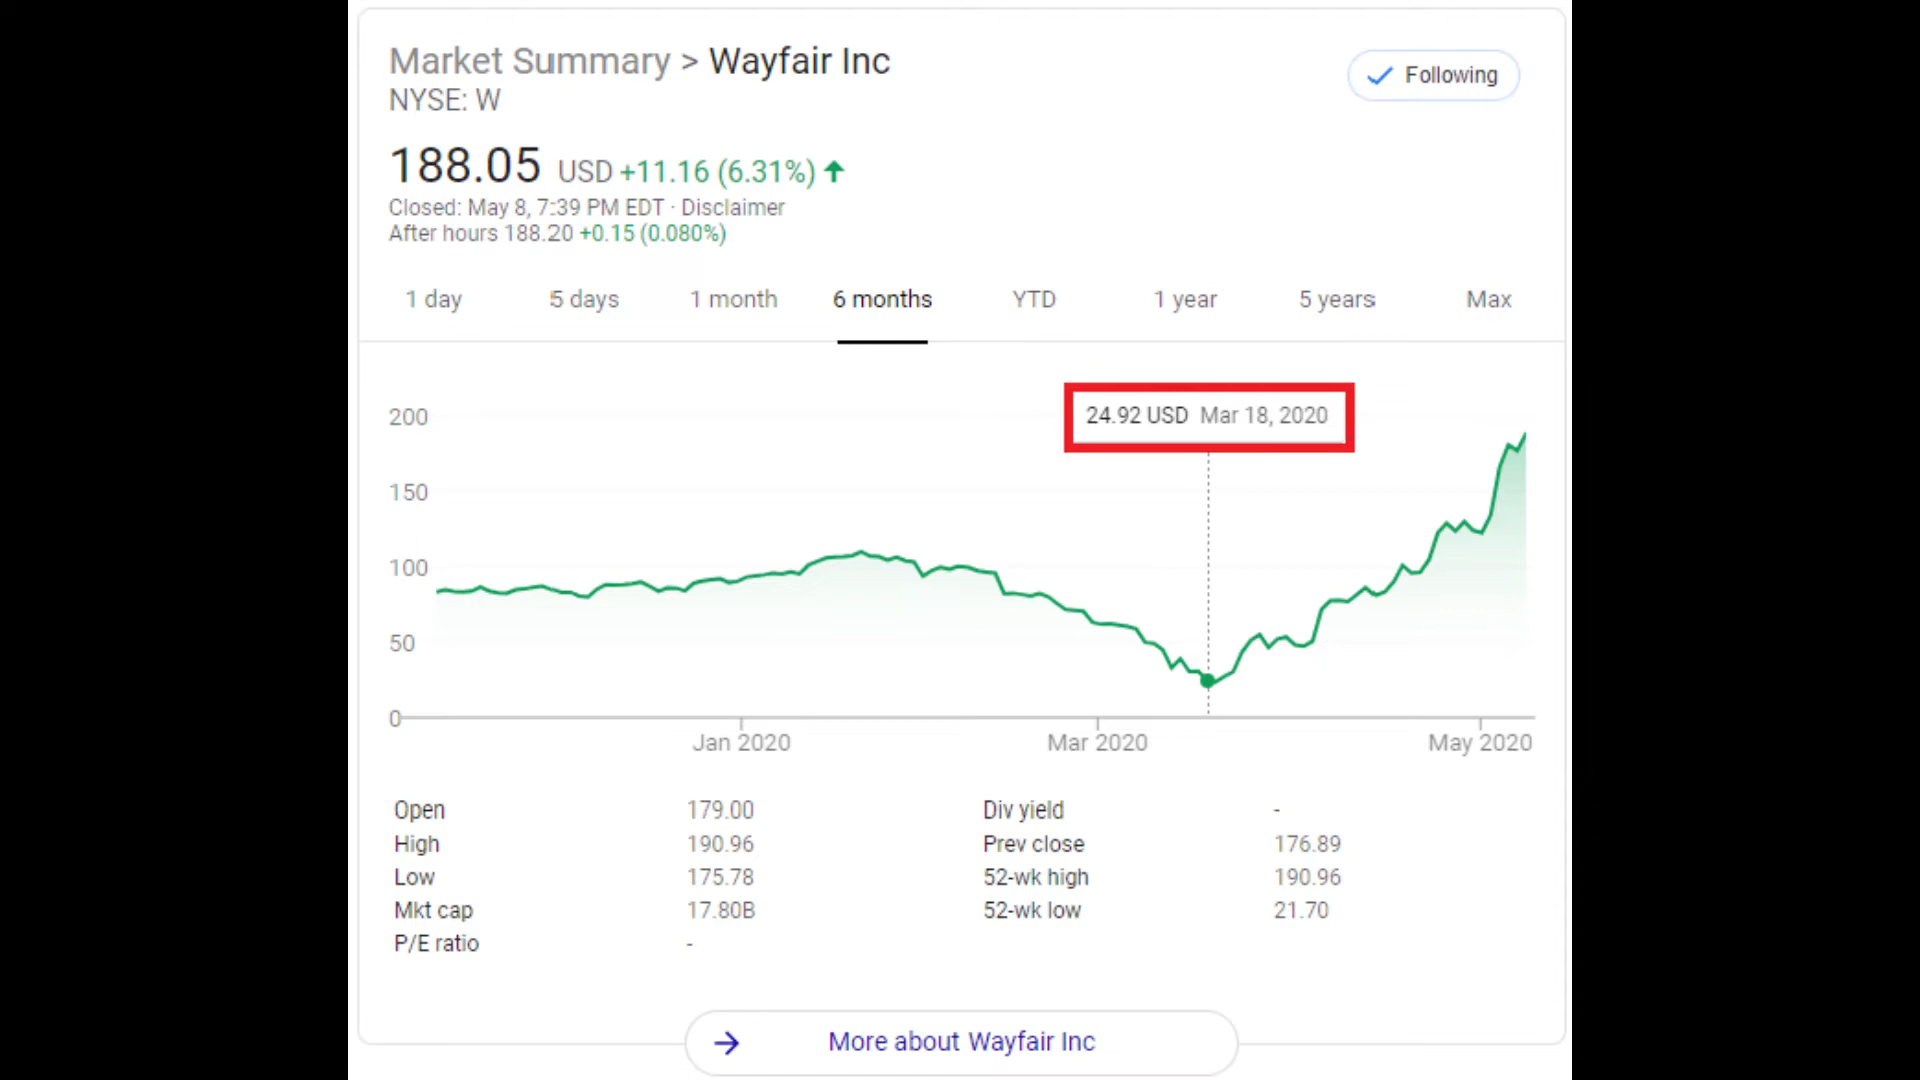 Market Summary > Wayfair Inc
Following
NYSE: W
188.05 USD +11.16 (6.31%)
Closed: May 8, 7:39 PM EDT · Disclaimer
After hours 188.20 +0.15 (0.080%)
1 day 5 days 1 month 6 months YTD 1 year 5 years Max
24.92 USD Mar 18, 2020
200
150
100
50
0
Jan 2020 Mar 2020 May 2020
Open 179.00 Div yield -
High 190.96 Prev close 176.89
Low 175.78 52-wk high 190.96
Mkt cap 17.80B 52-wk low 21.70
P/E ratio -
More about Wayfair Inc